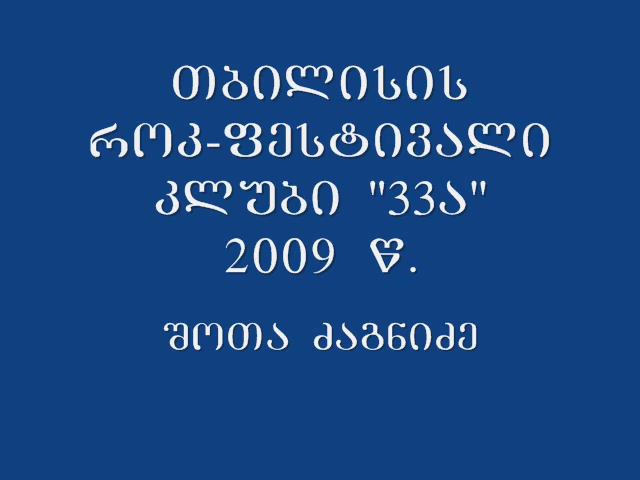 თბილისის
როკ-ფესტივალი
კლუბი "33ა"
2009 წ.
შოთა ძაგნიძე